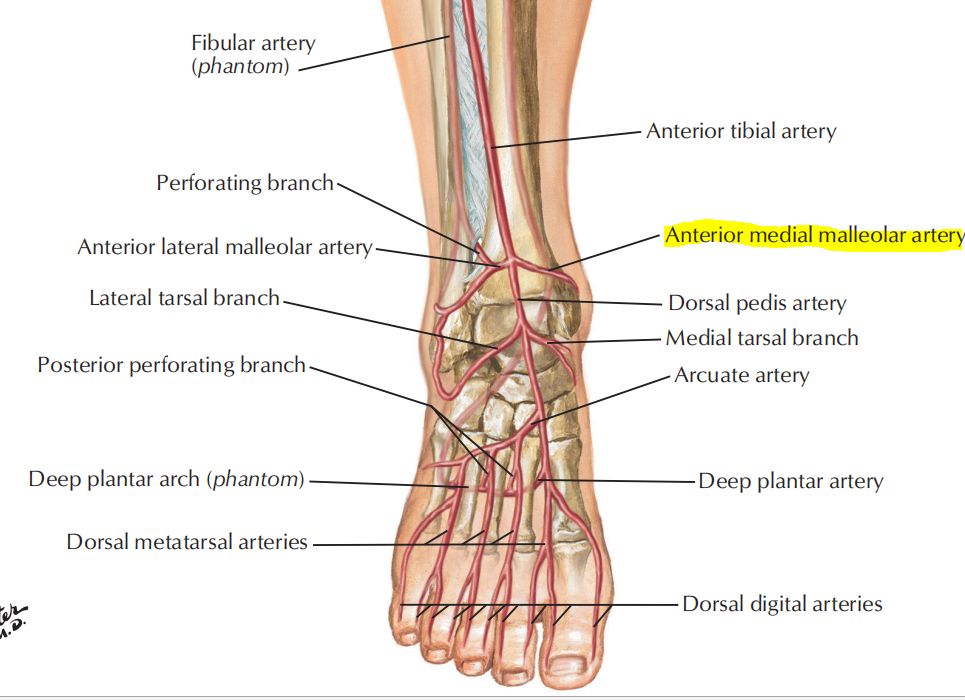 Fibular artery
(phantom)
Anterior tibial artery
Perforating branch
Anterior medial malleolar artery
Anterior lateral malleolar artery
Lateral tarsal branch
Dorsal pedis artery
Medial tarsal branch
Posterior perforating branch
Arcuate artery
Deep plantar arch (phantom)
Deep plantar artery
Dorsal metatarsal arteries
Dorsal digital arteries